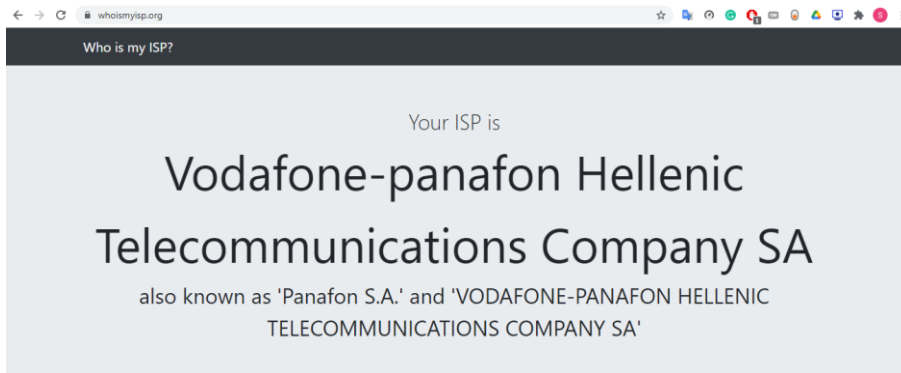 whoismyisp.org
Who is my ISP?
Your ISP is
Vodafone-panafon Hellenic
Telecommunications Company SA
also known as 'Panafon S.A.' and 'VODAFONE-PANAFON HELLENIC
TELECOMMUNICATIONS COMPANY SA'